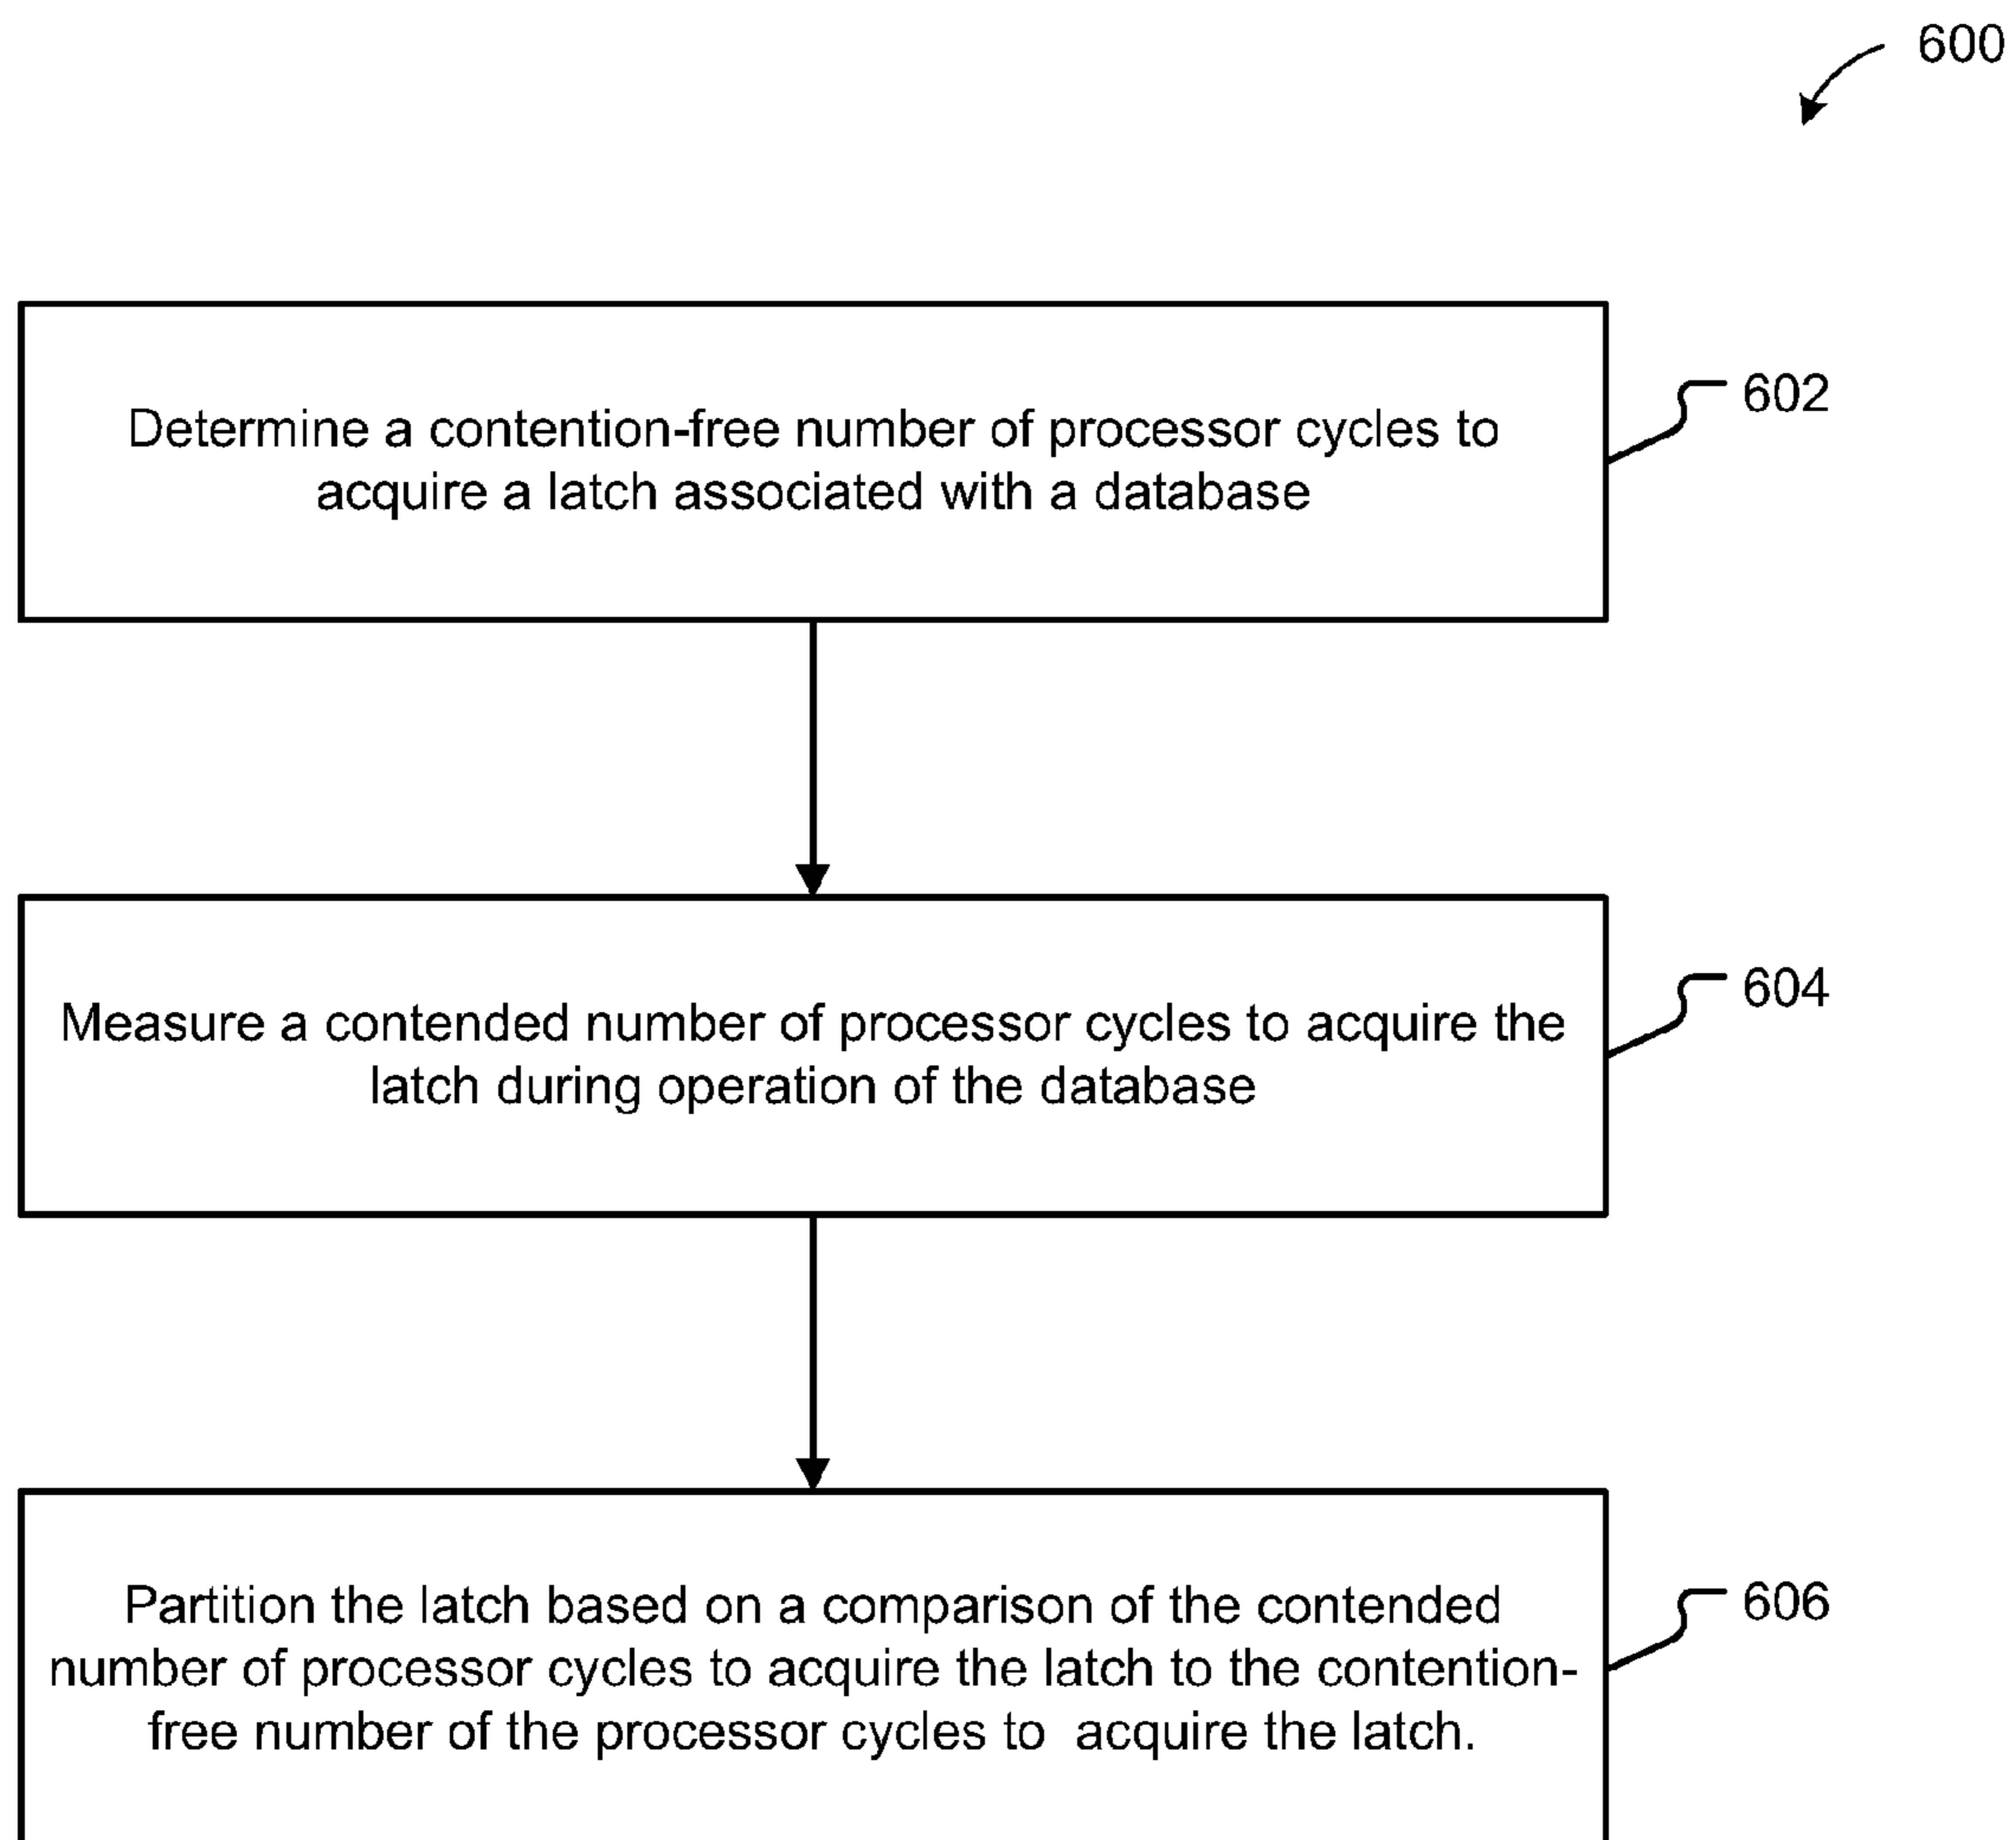 600
Determine a contention-free number of processor cycles to
acquire a latch associated with a database
602
Measure a contended number of processor cycles to acquire the
latch during operation of the database
604
Partition the latch based on a comparison of the contended
number of processor cycles to acquire the latch to the contention-
free number of the processor cycles to  acquire the latch.
606